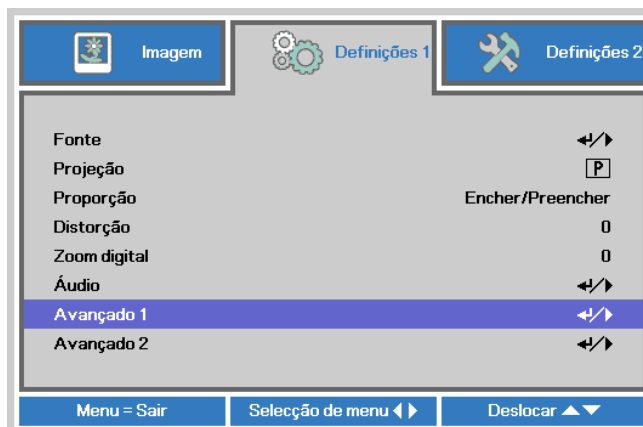 Imagem Definições 1 Definições 2
Fonte
Projeção P
Proporção Encher/Preencher
Distorção 0
Zoom digital 0
Áudio
Avançado 1
Avançado 2
Menu = Sair Selecção de menu Deslocar